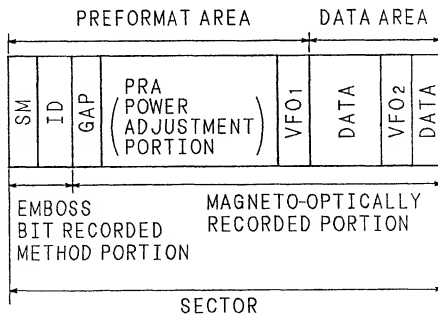 PREFORMAT AREA DATA AREA
SM
ID
GAP
PRA
(POWER
ADJUSTMENT
PORTION)
VFO1
DATA
VFO2
DATA
EMBOSS
BIT RECORDED
METHOD PORTION
MAGNETO-OPTICALLY
RECORDED PORTION
SECTOR